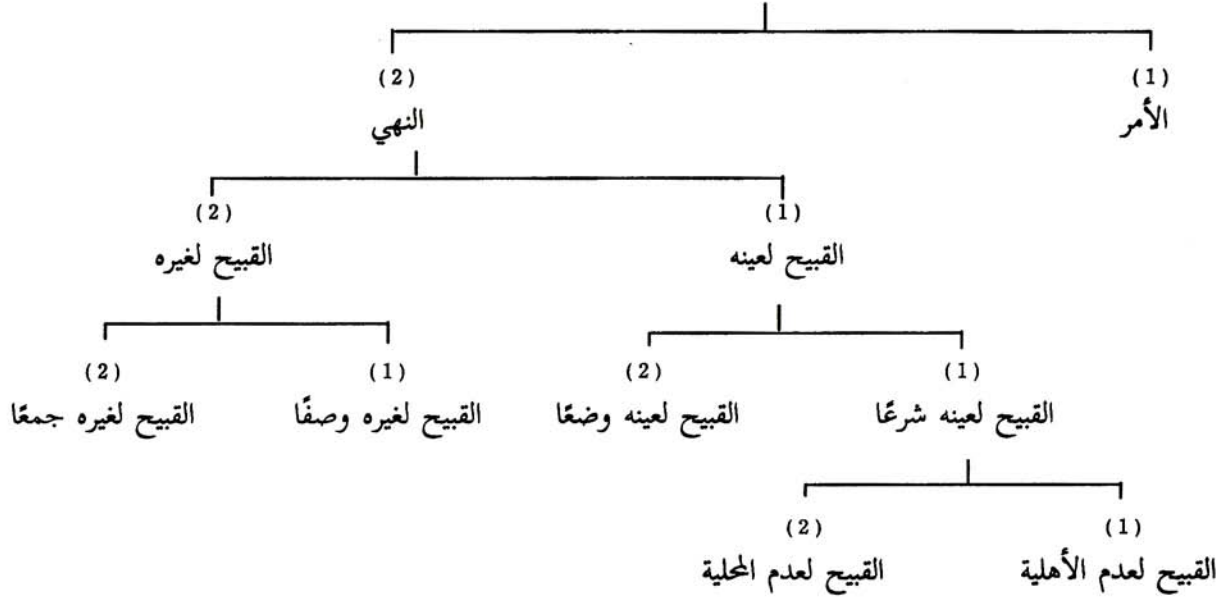 (1) (2)
الأمر النهي
(1) (2)
القبيح لعينه القبيح لغيره
(1) (2) (1) (2)
القبيح لعينه شرعًا القبيح لعينه وضعًا القبيح لغيره وصفًا القبيح لغيره جمعًا
(1) (2)
القبيح لعدم الأهلية القبيح لعدم المحلية